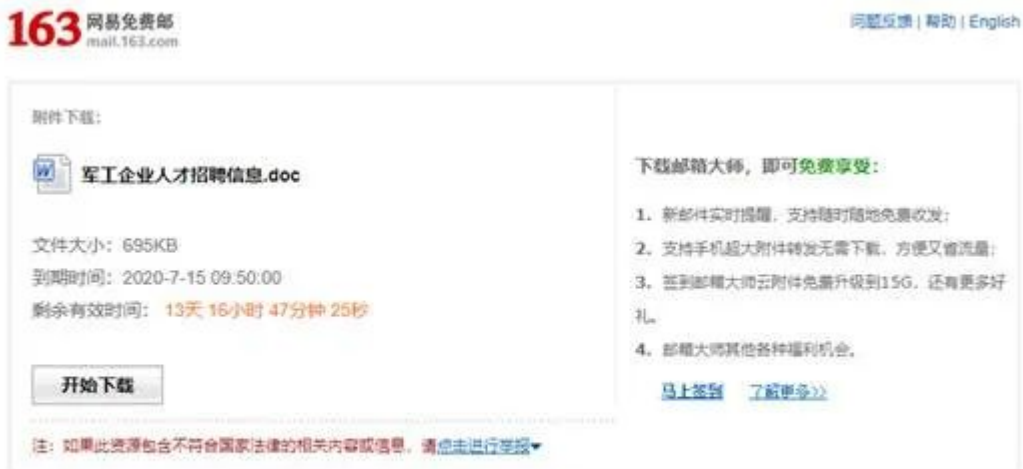 163 网易免费邮
mail.163.com
问题反馈 | 帮助 | English
附件下载:
军工企业人才招聘信息.doc
文件大小: 695KB
到期时间: 2020-7-15 09:50:00
剩余有效时间: 13天 16小时 47分钟 25秒
开始下载
注: 如果此资源包含不符合国家法律的相关内容或信息, 请点击进行举报
下载邮箱大师, 即可免费享受:
1. 新邮件实时提醒, 支持随时随地免费收发;
2. 支持手机超大附件转发无需下载, 方便又省流量;
3. 签到邮箱大师云附件免费升级到15G, 还有更多好
礼。
4. 邮箱大师其他各种福利机会。
马上签到 了解更多>>